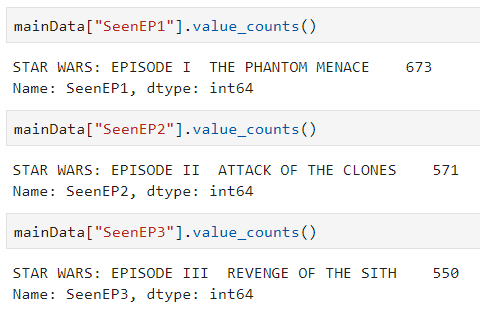 mainData["SeenEP1"].value_counts()
STAR WARS: EPISODE I  THE PHANTOM MENACE    673
Name: SeenEP1, dtype: int64
mainData["SeenEP2"].value_counts()
STAR WARS: EPISODE II  ATTACK OF THE CLONES    571
Name: SeenEP2, dtype: int64
mainData["SeenEP3"].value_counts()
STAR WARS: EPISODE III  REVENGE OF THE SITH    550
Name: SeenEP3, dtype: int64